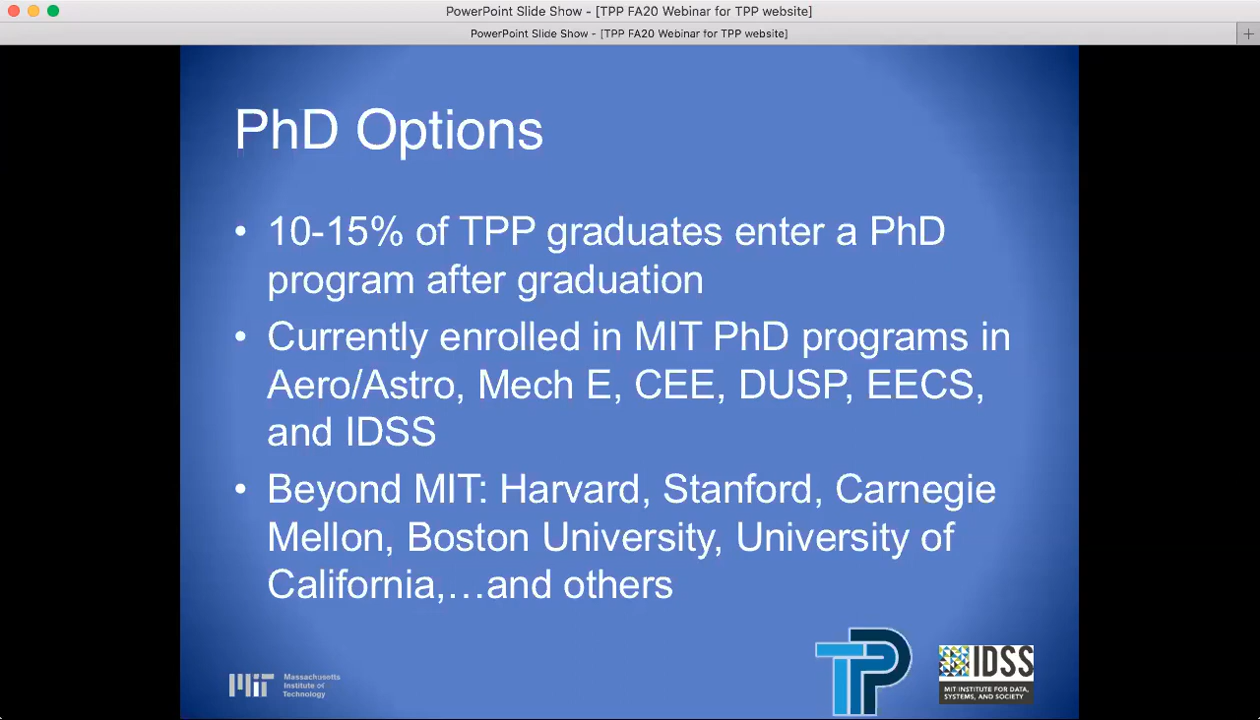 PowerPoint Slide Show - [TPP FA20 Webinar for TPP website]
PowerPoint Slide Show - [TPP FA20 Webinar for TPP website]
PhD Options
• 10-15% of TPP graduates enter a PhD
program after graduation
• Currently enrolled in MIT PhD programs in
Aero/Astro, Mech E, CEE, DUSP, EECS,
and IDSS
• Beyond MIT: Harvard, Stanford, Carnegie
Mellon, Boston University, University of
California,…and others
MIT
Massachusetts
Institute of
Technology
TPP
IDSS
MIT INSTITUTE FOR DATA,
SYSTEMS, AND SOCIETY